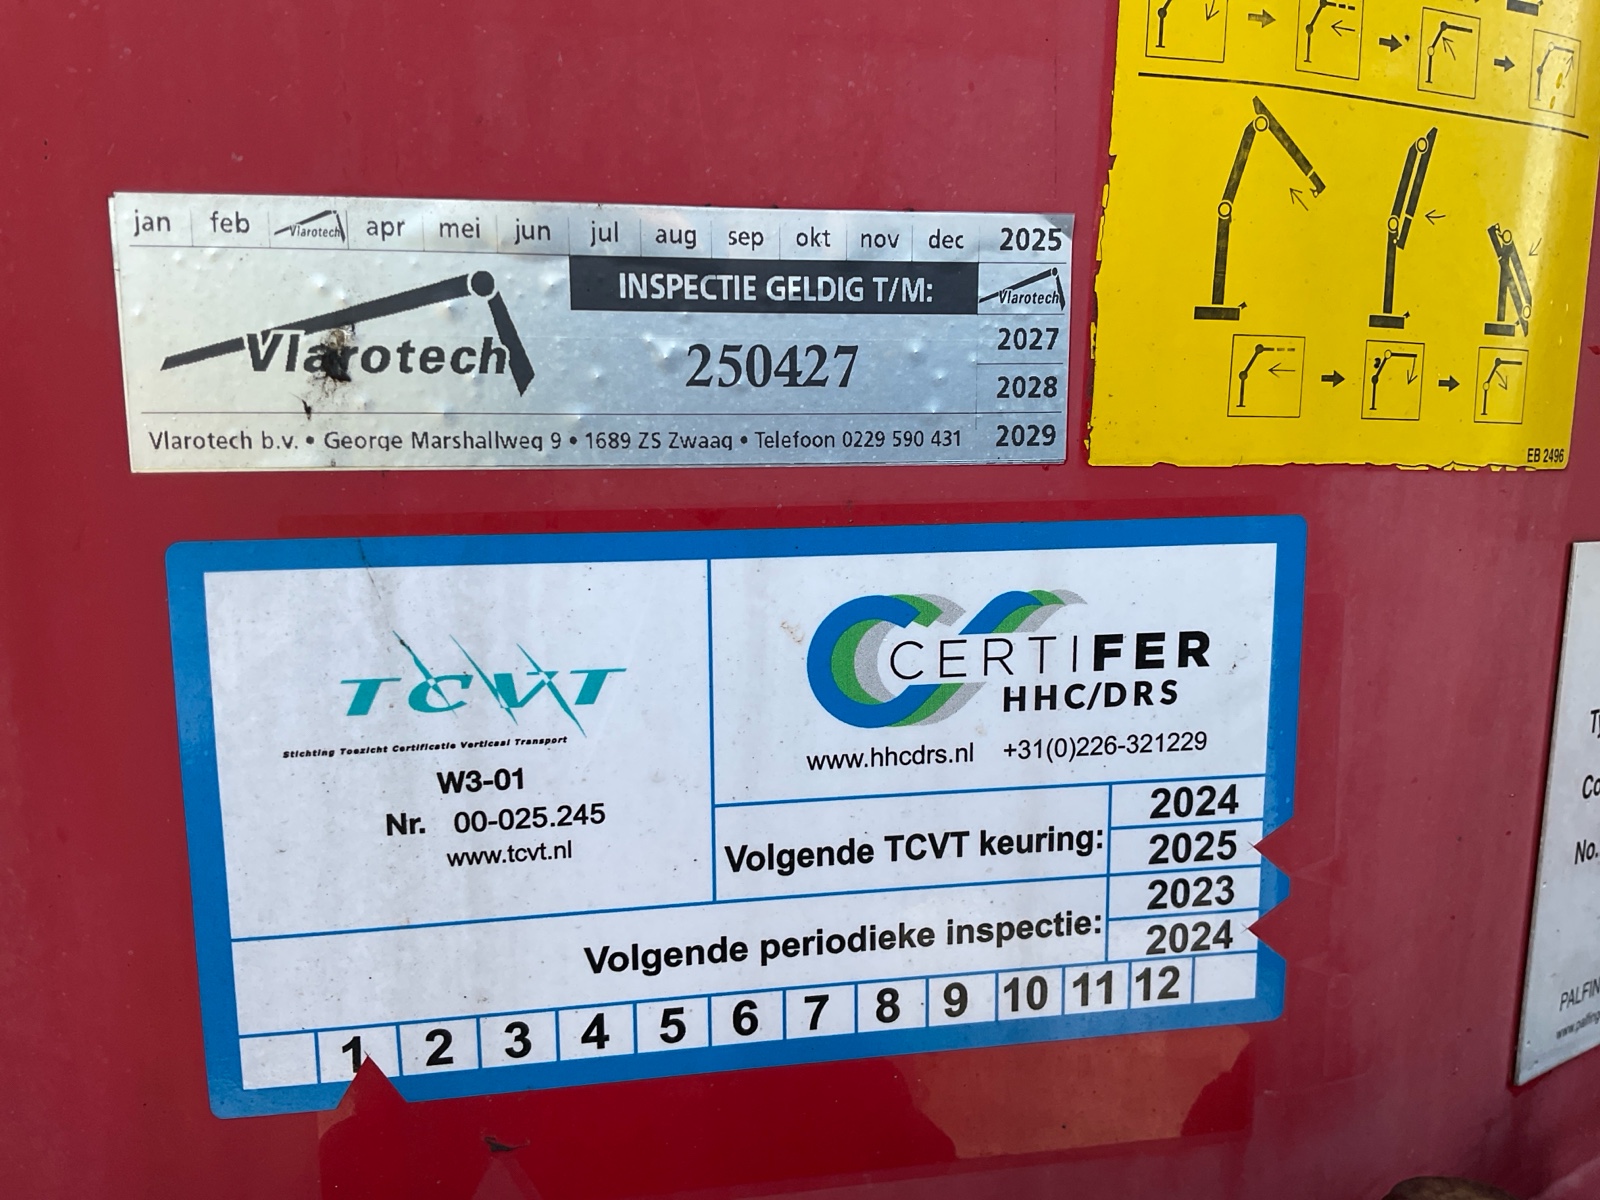 jan feb Vlarotech apr mei jun jul aug sep okt nov dec 2025
INSPECTIE GELDIG T/M: Vlarotech
Vlarotech 250427 2027
2028
Vlarotech b.v. • George Marshallweg 9 • 1689 ZS Zwaag • Telefoon 0229 590 431 2029
EB 2496
TCVT
Stichting Toezicht Certificatie Verticaal Transport
W3-01
Nr. 00-025.245
www.tcvt.nl
CERTIFER
HHC/DRS
www.hhcdrs.nl +31(0)226-321229
Volgende TCVT keuring: 2024
2025
Volgende periodieke inspectie: 2023
2024
1 2 3 4 5 6 7 8 9 10 11 12
Co
No.
PALFIN